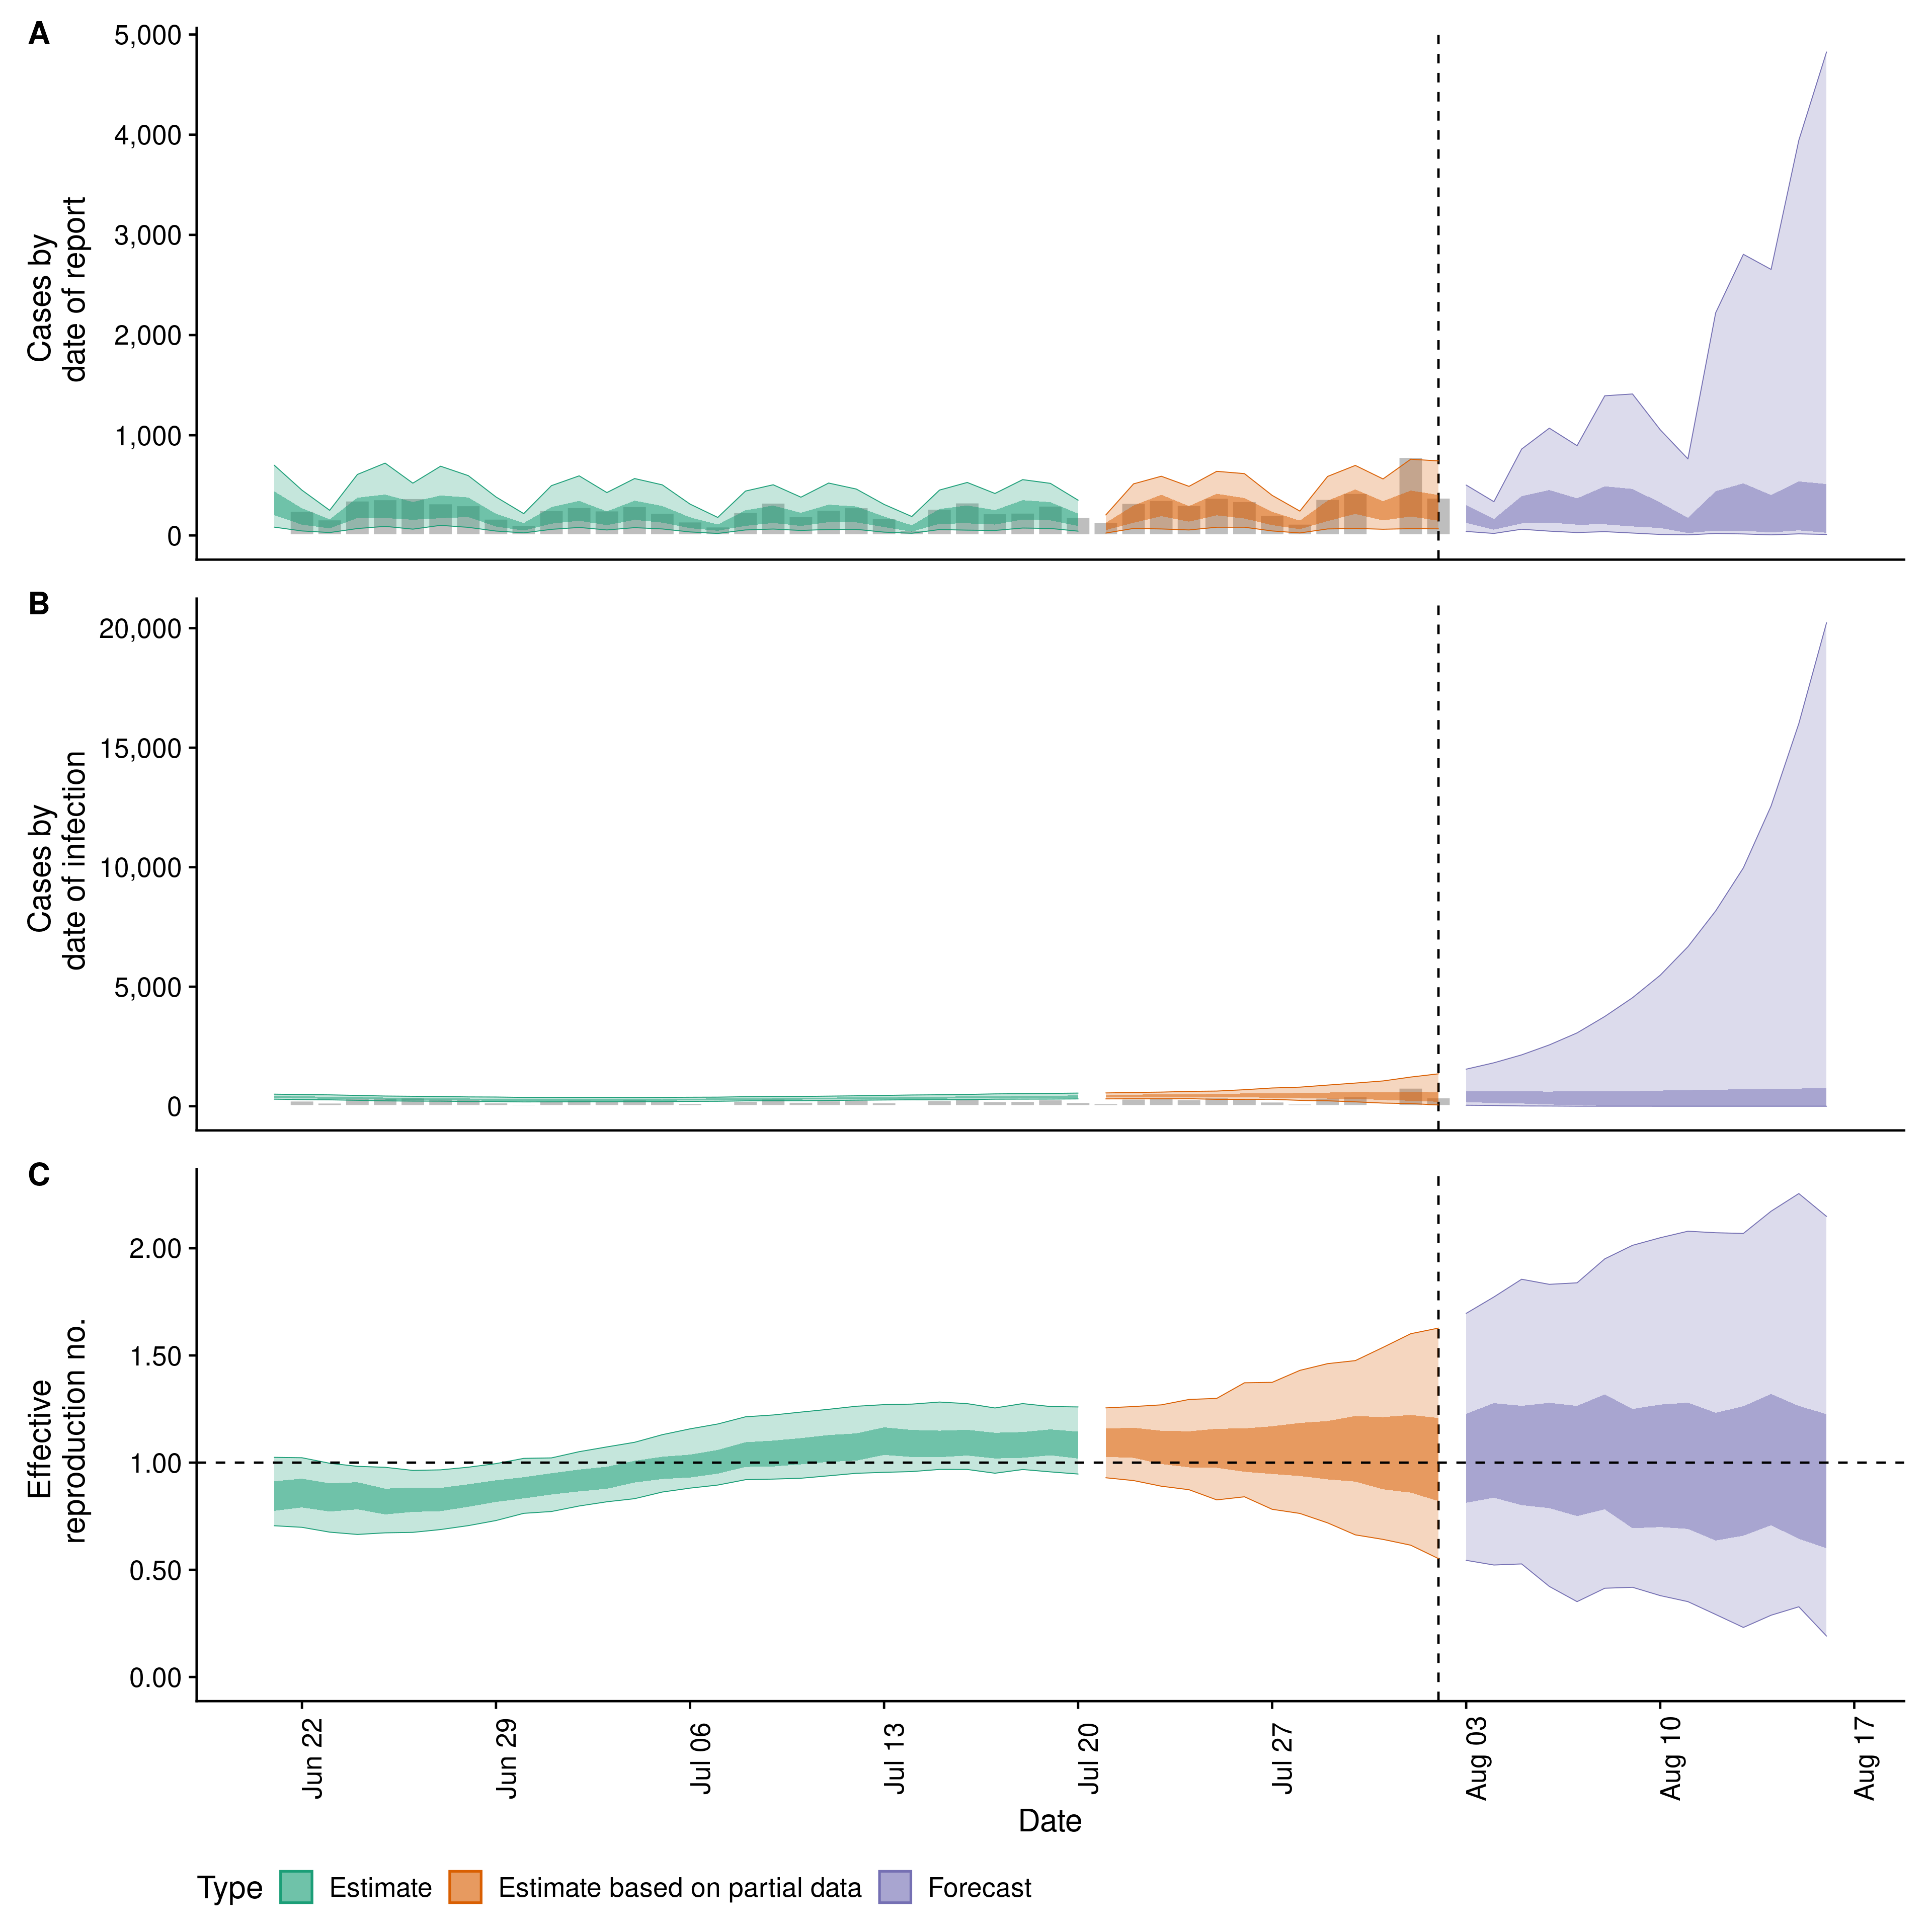 A
5,000
4,000
3,000
2,000
1,000
0
Cases by
date of report
B
20,000
15,000
10,000
5,000
0
Cases by
date of infection
C
2.00
1.50
1.00
0.50
0.00
Effective
reproduction no.
Jun 22
Jun 29
Jul 06
Jul 13
Jul 20
Jul 27
Aug 03
Aug 10
Aug 17
Date
Type Estimate Estimate based on partial data Forecast